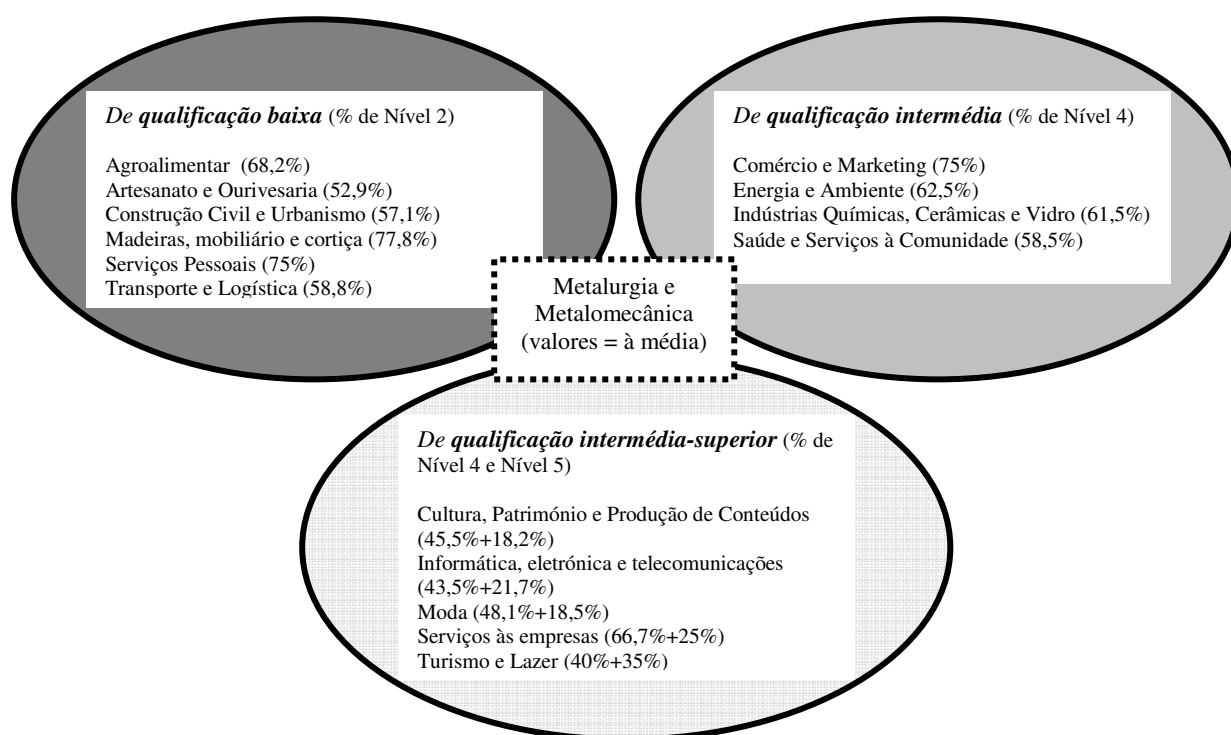 De qualificação baixa (% de Nível 2)
Agroalimentar (68,2%)
Artesanato e Ourivesaria (52,9%)
Construção Civil e Urbanismo (57,1%)
Madeiras, mobiliário e cortiça (77,8%)
Serviços Pessoais (75%)
Transporte e Logística (58,8%)
De qualificação intermédia (% de Nível 4)
Comércio e Marketing (75%)
Energia e Ambiente (62,5%)
Indústrias Químicas, Cerâmicas e Vidro (61,5%)
Saúde e Serviços à Comunidade (58,5%)
Metalurgia e
Metalomecânica
(valores = à média)
De qualificação intermédia-superior (% de
Nível 4 e Nível 5)
Cultura, Património e Produção de Conteúdos
(45,5%+18,2%)
Informática, eletrónica e telecomunicações
(43,5%+21,7%)
Moda (48,1%+18,5%)
Serviços às empresas (66,7%+25%)
Turismo e Lazer (40%+35%)